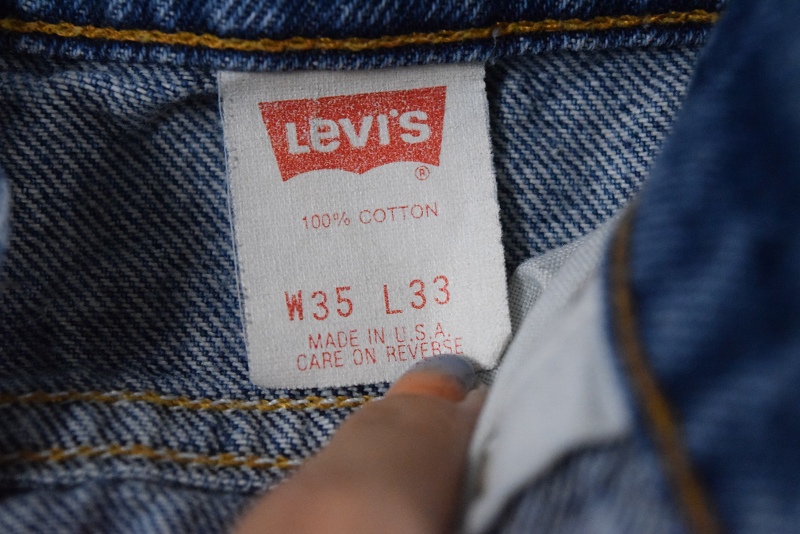 LEVI'S
®
100% COTTON
W35 L33
MADE IN U.S.A.
CARE ON REVERSE